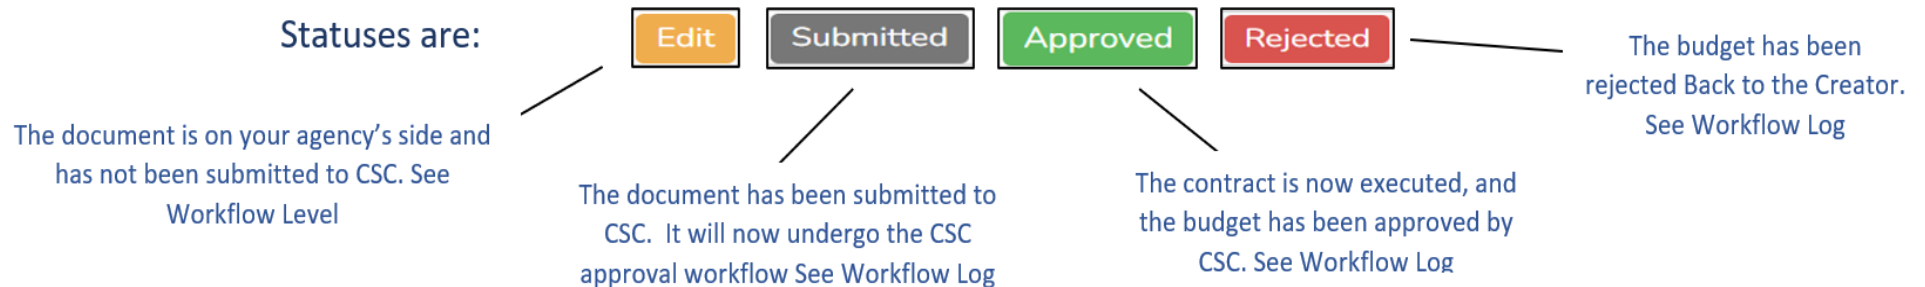 Statuses are:
Edit
Submitted
Approved
Rejected
The document is on your agency’s side and
has not been submitted to CSC. See
Workflow Level
The document has been submitted to
CSC.  It will now undergo the CSC
approval workflow See Workflow Log
The contract is now executed, and
the budget has been approved by
CSC. See Workflow Log
The budget has been
rejected Back to the Creator.
See Workflow Log